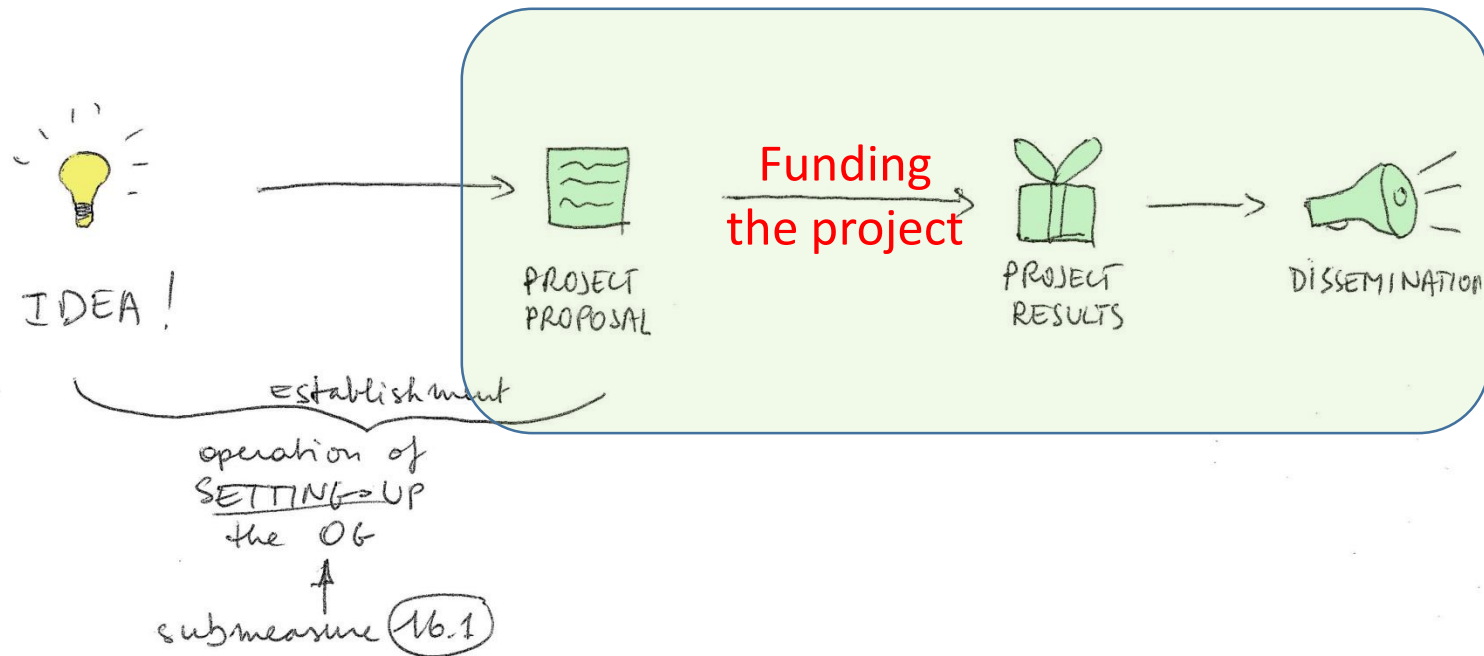 IDEA !
PROJECT
PROPOSAL
Funding
the project
PROJECT
RESULTS
DISSEMINATION
Establishment
operation of
SETTING-UP
the OG
submeasure 16.1